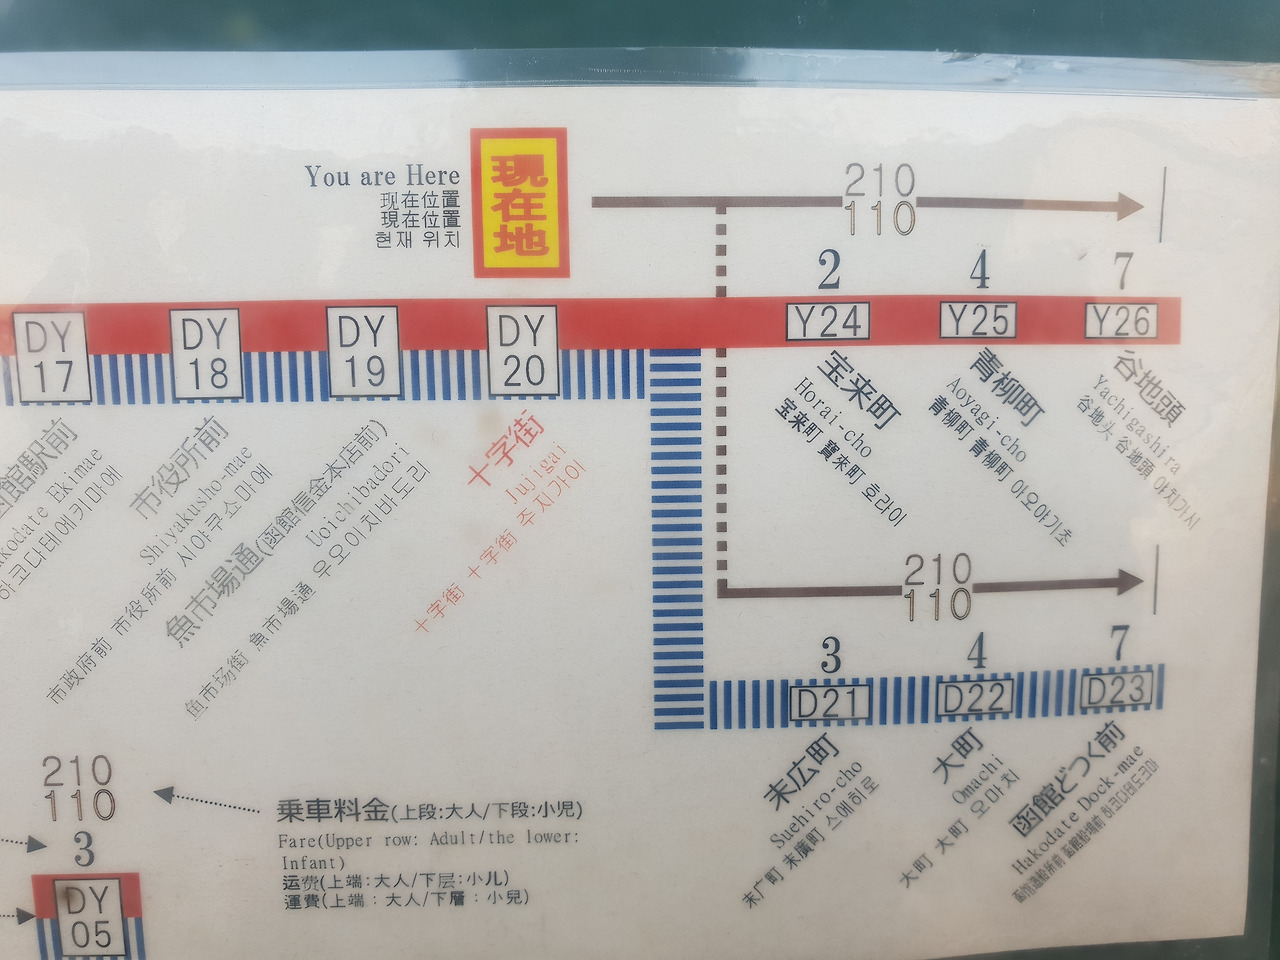 You are Here
现在位置
現在位置
현재 위치
現在地
210
110
2
4
7
DY
17
DY
18
DY
19
DY
20
Y24
Y25
Y26
函館駅前
Hakodate Ekimae
하코다테에키마에
市役所前
Shiyakusho-mae
市政府前 市役所前 시야쿠쇼마에
魚市場通(函館信金本店前)
Uoichibadori
鱼市场街 魚市場通 우오이치바도리
十字街
Jujigai
十字街 十字街 주지가이
宝来町
Horai-cho
宝来町 寶來町 호라이
青柳町
Aoyagi-cho
青柳町 青柳町 아오야기초
谷地頭
Yachigashira
谷地头 谷地頭 야치가시
210
110
3
4
7
D21
D22
D23
末広町
Suehiro-cho
末广町 末廣町 스에히로
大町
Omachi
大町 大町 오마치
函館どつく前
Hakodate Dock-mae
210
110
3
DY
05
乗車料金(上段:大人/下段:小児)
Fare(Upper row: Adult/the lower:
Infant)
运费(上端:大人/下层:小儿)
運費(上端:大人/下層:小兒)